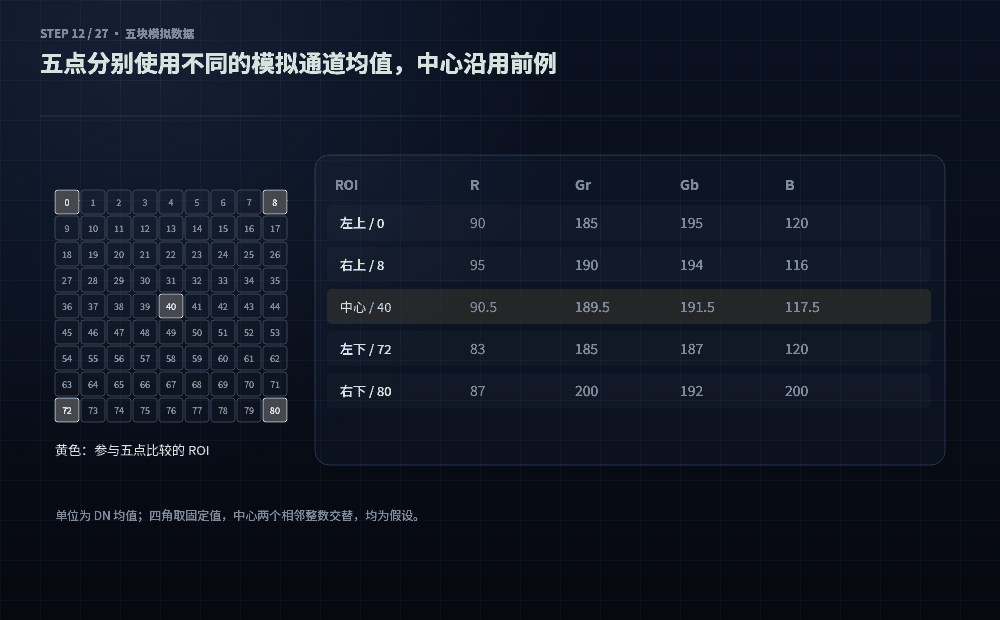 STEP 12 / 27 · 五块模拟数据
五点分别使用不同的模拟通道均值，中心沿用前例
0 1 2 3 4 5 6 7 8
9 10 11 12 13 14 15 16 17
18 19 20 21 22 23 24 25 26
27 28 29 30 31 32 33 34 35
36 37 38 39 40 41 42 43 44
45 46 47 48 49 50 51 52 53
54 55 56 57 58 59 60 61 62
63 64 65 66 67 68 69 70 71
72 73 74 75 76 77 78 79 80
黄色：参与五点比较的 ROI
ROI R Gr Gb B
左上 / 0 90 185 195 120
右上 / 8 95 190 194 116
中心 / 40 90.5 189.5 191.5 117.5
左下 / 72 83 185 187 120
右下 / 80 87 200 192 200
单位为 DN 均值；四角取固定值，中心两个相邻整数交替，均为假设。